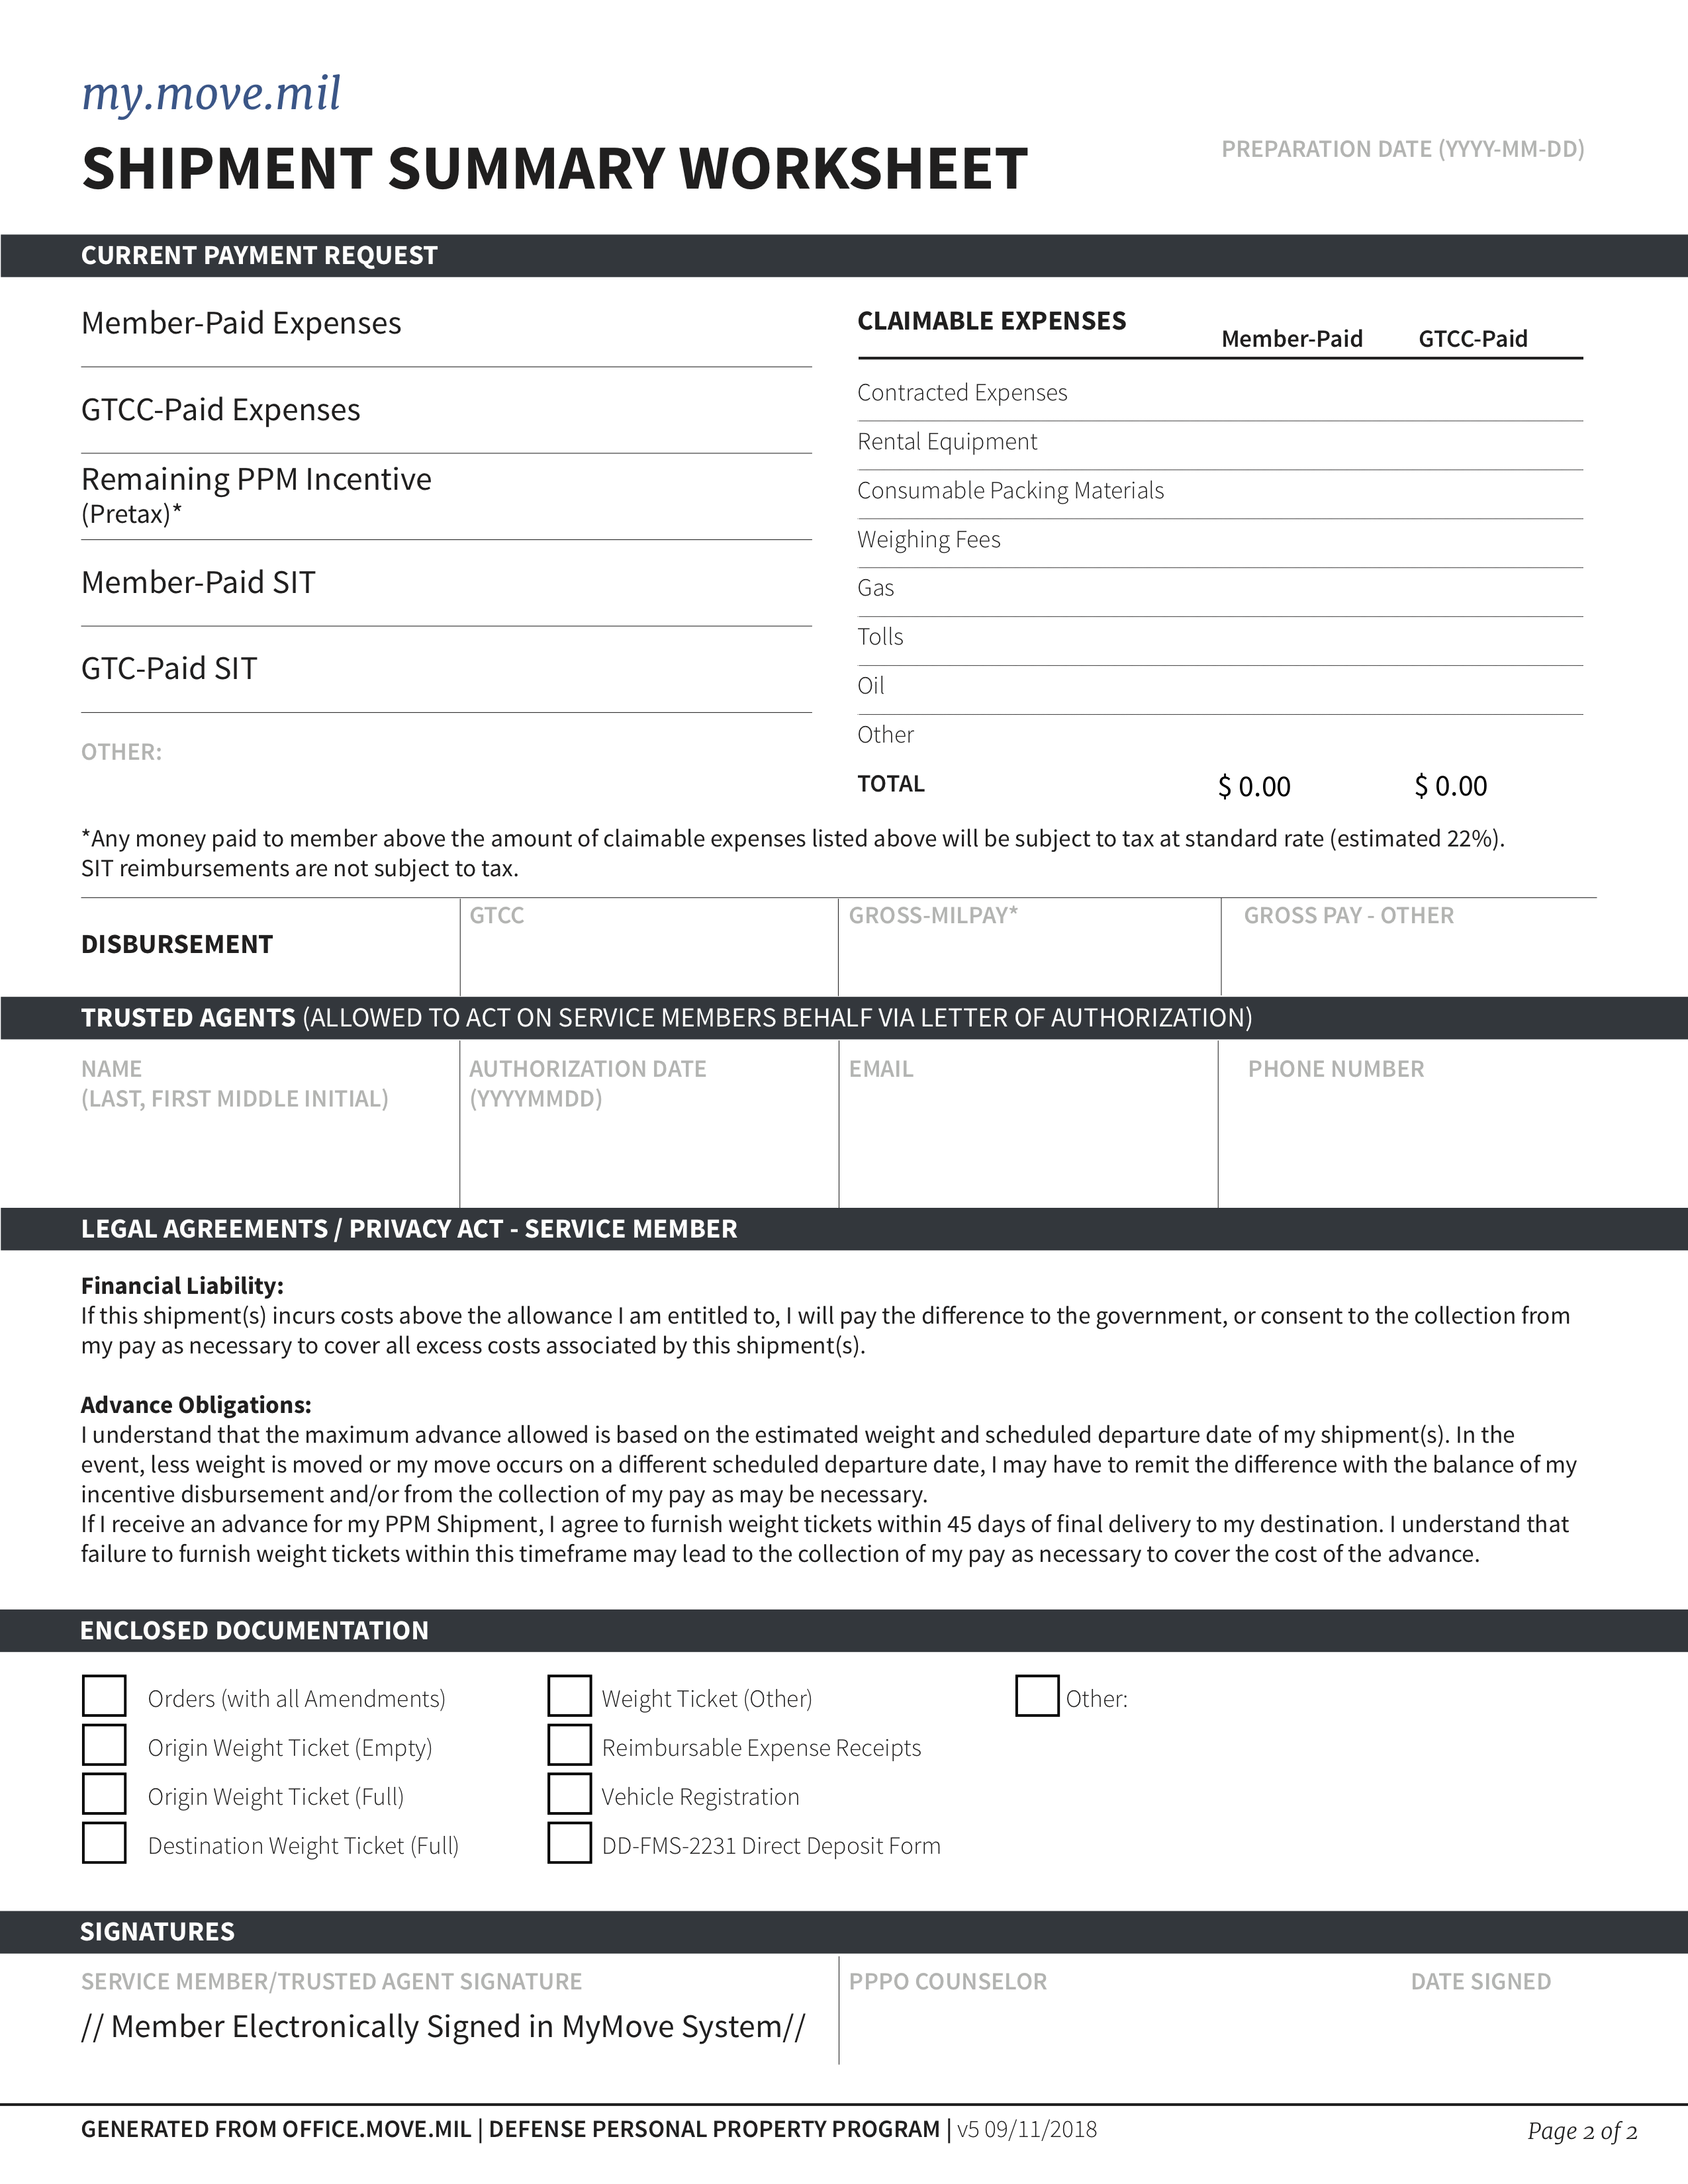 my.move.mil
SHIPMENT SUMMARY WORKSHEET
PREPARATION DATE (YYYY-MM-DD)
CURRENT PAYMENT REQUEST
Member-Paid Expenses
GTCC-Paid Expenses
Remaining PPM Incentive
(Pretax)*
Member-Paid SIT
GTC-Paid SIT
OTHER:
CLAIMABLE EXPENSES Member-Paid GTCC-Paid
Contracted Expenses
Rental Equipment
Consumable Packing Materials
Weighing Fees
Gas
Tolls
Oil
Other
TOTAL $ 0.00 $ 0.00
*Any money paid to member above the amount of claimable expenses listed above will be subject to tax at standard rate (estimated 22%).
SIT reimbursements are not subject to tax.
DISBURSEMENT
GTCC
GROSS-MILPAY*
GROSS PAY - OTHER
TRUSTED AGENTS (ALLOWED TO ACT ON SERVICE MEMBERS BEHALF VIA LETTER OF AUTHORIZATION)
NAME
(LAST, FIRST MIDDLE INITIAL)
AUTHORIZATION DATE
(YYYYMMDD)
EMAIL
PHONE NUMBER
LEGAL AGREEMENTS / PRIVACY ACT - SERVICE MEMBER
Financial Liability:
If this shipment(s) incurs costs above the allowance I am entitled to, I will pay the difference to the government, or consent to the collection from
my pay as necessary to cover all excess costs associated by this shipment(s).
Advance Obligations:
I understand that the maximum advance allowed is based on the estimated weight and scheduled departure date of my shipment(s). In the
event, less weight is moved or my move occurs on a different scheduled departure date, I may have to remit the difference with the balance of my
incentive disbursement and/or from the collection of my pay as may be necessary.
If I receive an advance for my PPM Shipment, I agree to furnish weight tickets within 45 days of final delivery to my destination. I understand that
failure to furnish weight tickets within this timeframe may lead to the collection of my pay as necessary to cover the cost of the advance.
ENCLOSED DOCUMENTATION
Orders (with all Amendments)
Origin Weight Ticket (Empty)
Origin Weight Ticket (Full)
Destination Weight Ticket (Full)
Weight Ticket (Other)
Reimbursable Expense Receipts
Vehicle Registration
DD-FMS-2231 Direct Deposit Form
Other:
SIGNATURES
SERVICE MEMBER/TRUSTED AGENT SIGNATURE
// Member Electronically Signed in MyMove System//
PPPO COUNSELOR
DATE SIGNED
GENERATED FROM OFFICE.MOVE.MIL | DEFENSE PERSONAL PROPERTY PROGRAM | v5 09/11/2018
Page 2 of 2